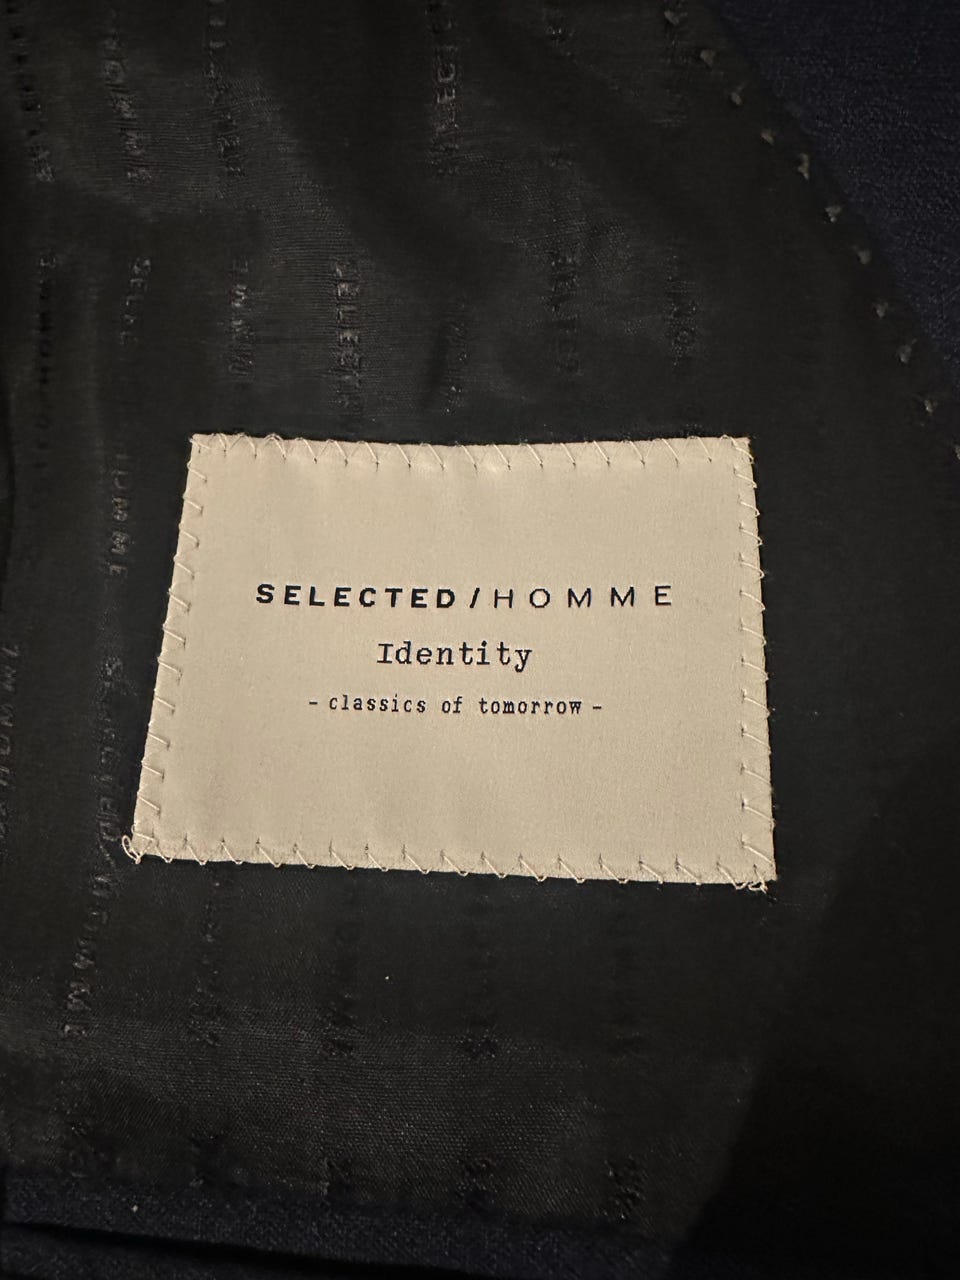 SELECTED/HOMME
Identity
- classics of tomorrow -